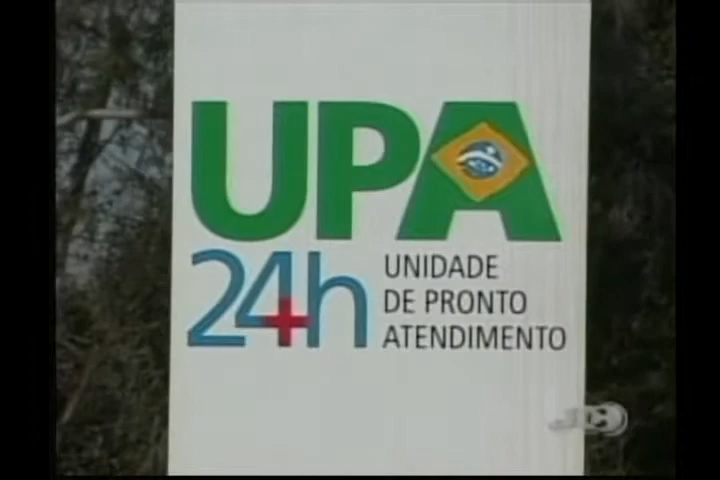 UPA
24h
UNIDADE
DE PRONTO
ATENDIMENTO